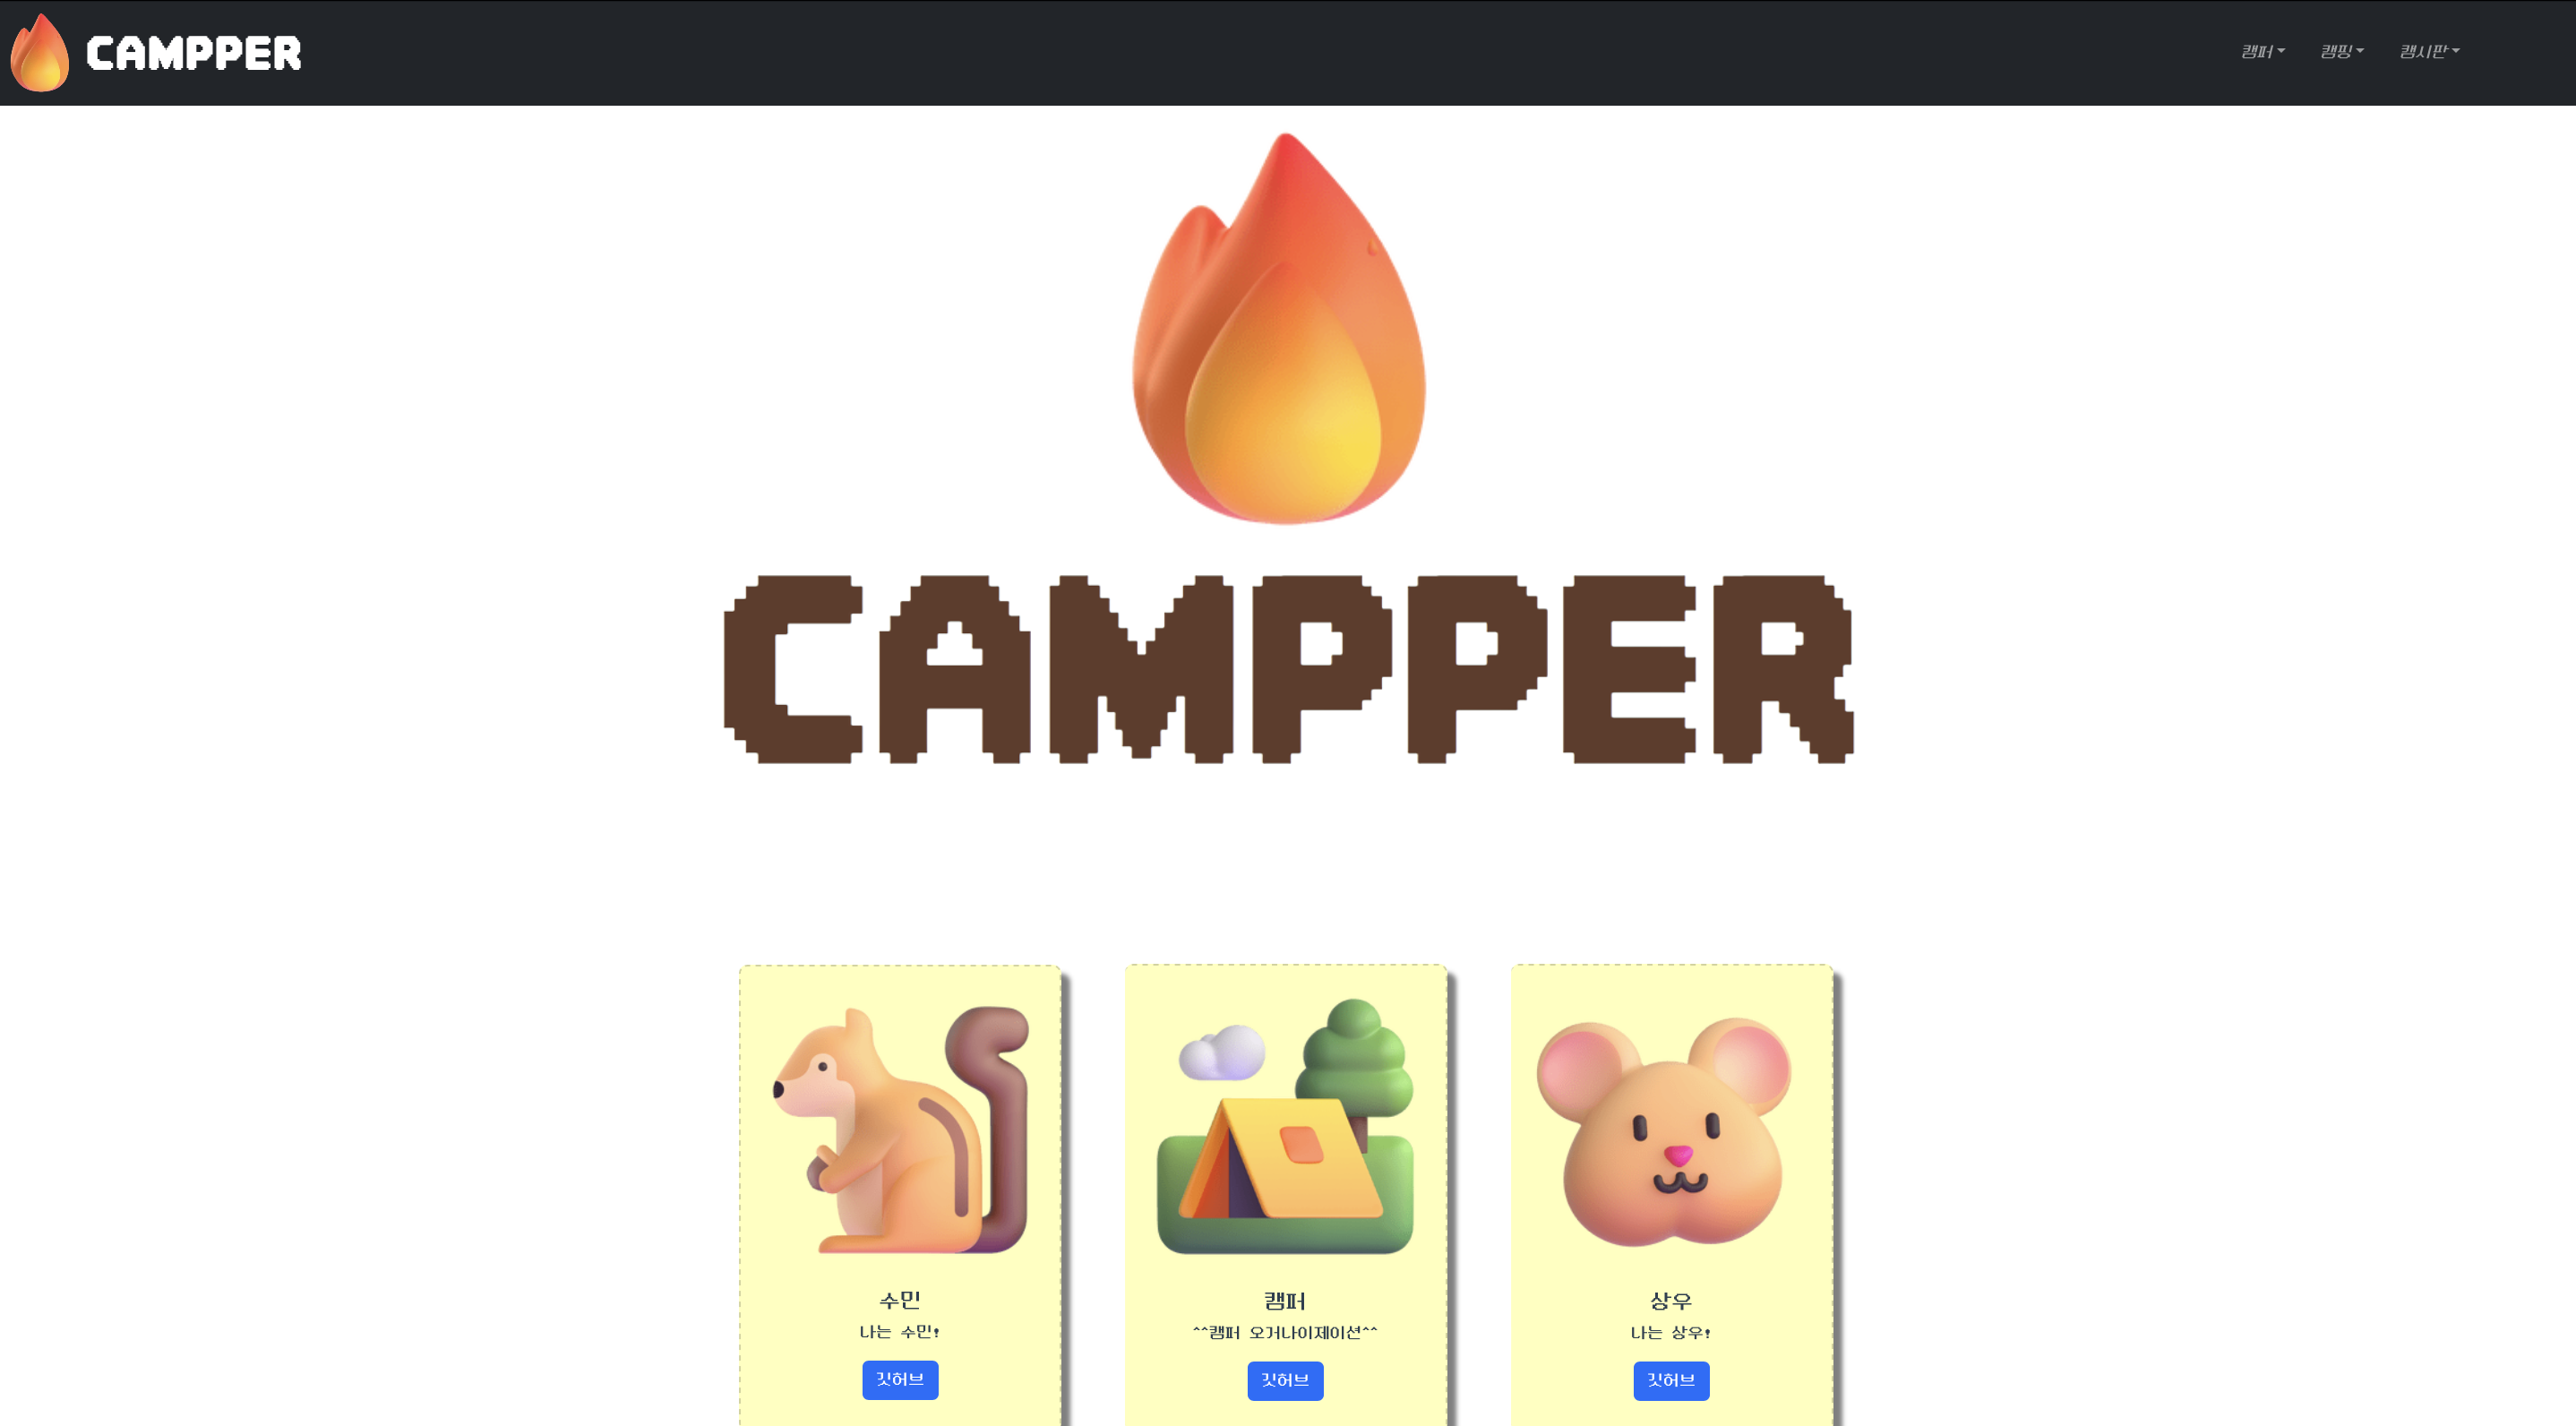 CAMPPER
캠퍼
캠핑
캠시판
CAMPPER
수민
나는 수민!
깃허브
캠퍼
^^캠퍼 오거나이제이션^^
깃허브
상우
나는 상우!
깃허브